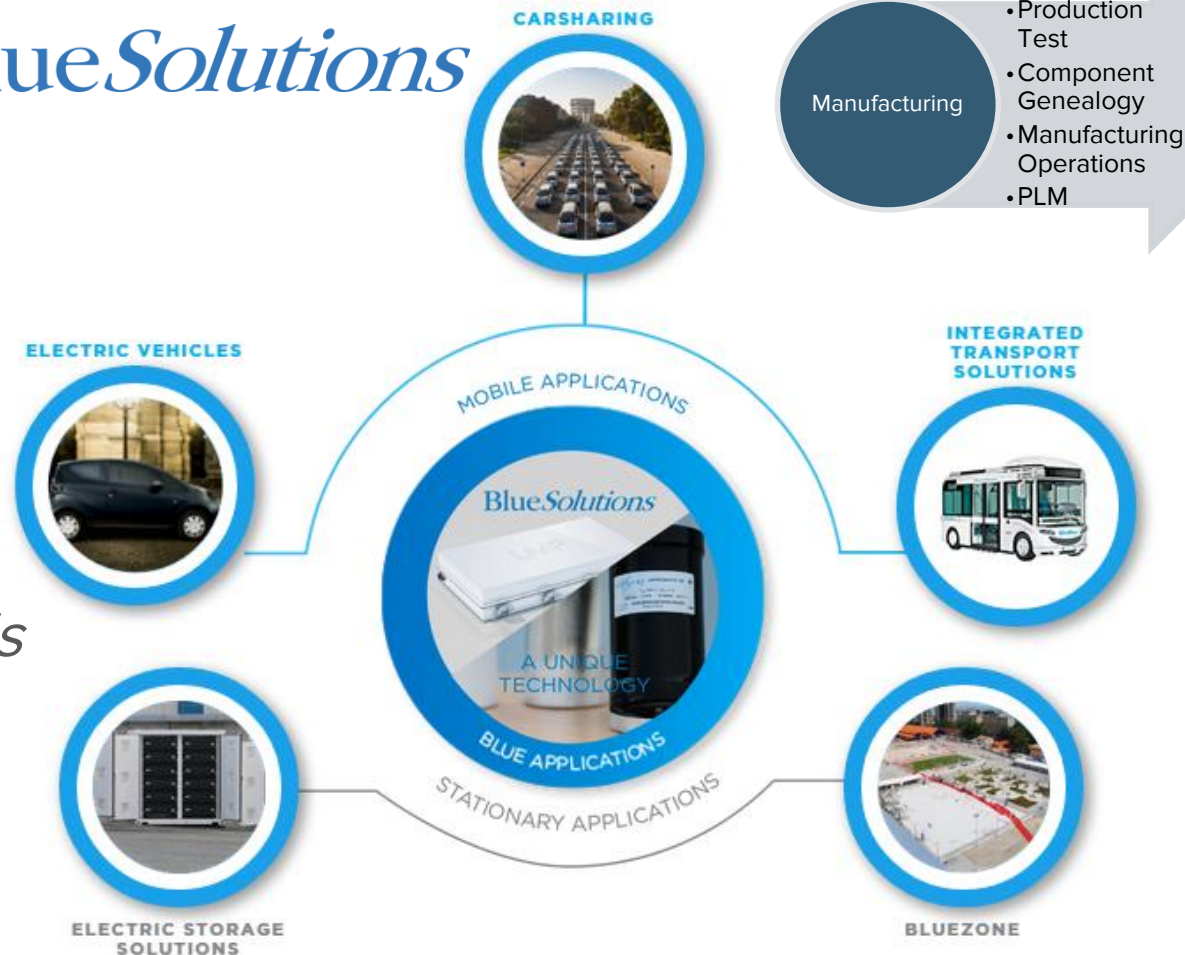 CARSHARING
ueSolutions
•Production
Test
•Component
Genealogy
•Manufacturing
Operations
•PLM
Manufacturing
ELECTRIC VEHICLES
INTEGRATED
TRANSPORT
SOLUTIONS
MOBILE APPLICATIONS
BlueSolutions
A UNIQUE
TECHNOLOGY
BLUE APPLICATIONS
STATIONARY APPLICATIONS
s
ELECTRIC STORAGE
SOLUTIONS
BLUEZONE